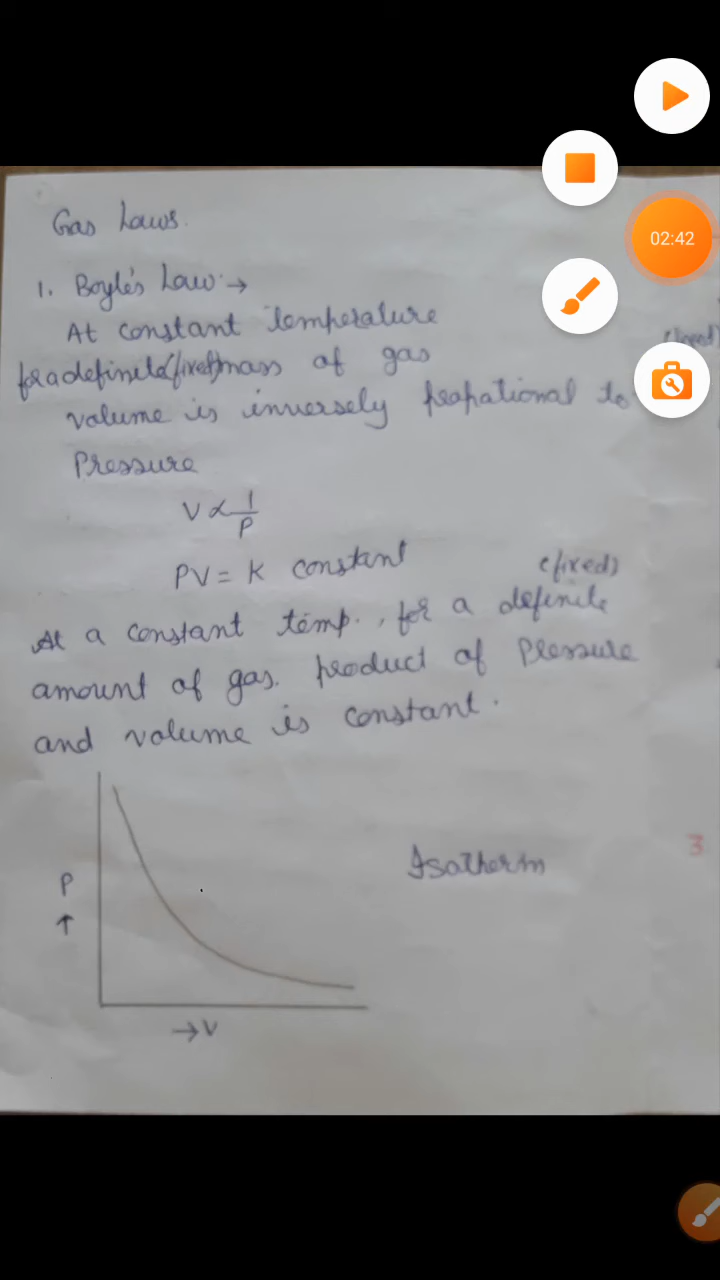 02:42
Gas Laws.
1. Boyle's Law →
At constant temperature
for a definite (fixed) mass of gas
volume is inversely propational to
Pressure
V ∝ 1/P
PV = K constant
(fixed)
At a constant temp., for a definite
amount of gas. product of Pressure
and volume is constant.
P
↑
Isotherm
3
→ V